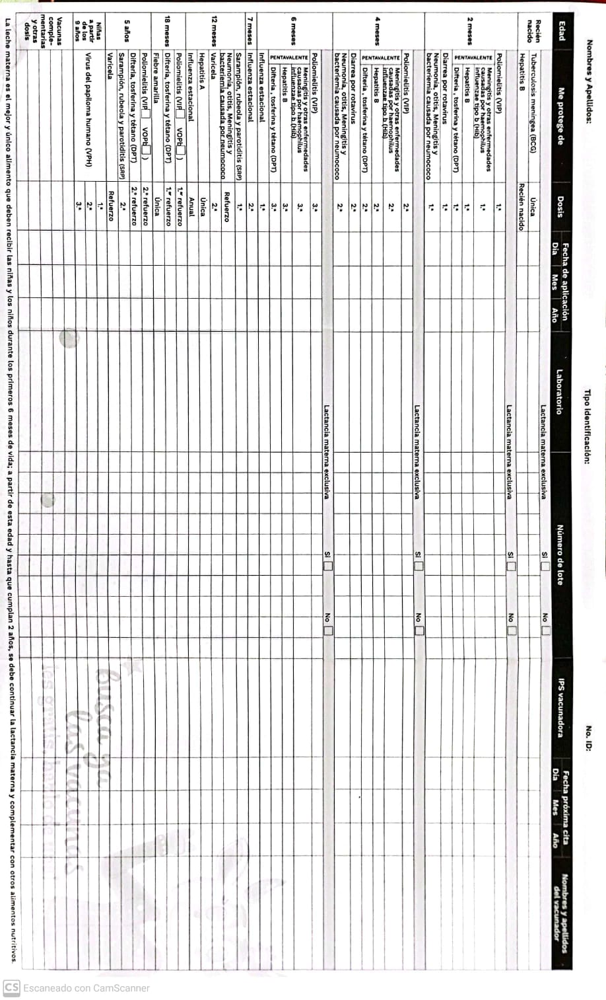 Nombres y Apellidos: Tipo Identificación: No. ID:
Edad Me protege de Dosis Fecha de aplicación Laboratorio Número de lote IPS vacunadora Fecha próxima cita Nombres y apellidos
Día Mes Año Día Mes Año del vacunador
Lactancia materna exclusiva Si No
Recién
nacido
Tuberculosis meníngea (BCG) Única
Hepatitis B Recién nacido
Lactancia materna exclusiva Si No
2 meses
Poliomielitis (VIP) 1.ª
PENTAVALENTE
Meningitis y otras enfermedades
causadas por haemophilus
influenzae tipo b (Hib) 1.ª
Hepatitis B 1.ª
Difteria, tosferina y tétano (DPT) 1.ª
Diarrea por rotavirus 1.ª
Neumonía, otitis, Meningitis y
bacteriemia causada por neumococo 1.ª
Lactancia materna exclusiva Si No
4 meses
Poliomielitis (VIP) 2.ª
PENTAVALENTE
Meningitis y otras enfermedades
causadas por haemophilus
influenzae tipo b (Hib) 2.ª
Hepatitis B 2.ª
Difteria, tosferina y tétano (DPT) 2.ª
Diarrea por rotavirus 2.ª
Neumonía, otitis, Meningitis y
bacteriemia causada por neumococo 2.ª
Lactancia materna exclusiva Si No
6 meses
Poliomielitis (VIP) 3.ª
PENTAVALENTE
Meningitis y otras enfermedades
causadas por haemophilus
influenzae tipo b (Hib) 3.ª
Hepatitis B 3.ª
Difteria, tosferina y tétano (DPT) 3.ª
Influenza estacional 1.ª
7 meses Influenza estacional 2.ª
12 meses
Sarampión, rubeola y parotiditis (SRP) 1.ª
Neumonía, otitis, Meningitis y
bacteriemia causada por neumococo Refuerzo
Varicela 2.ª
Hepatitis A Única
Influenza estacional Anual
18 meses
Poliomielitis (VIP VOPb ) 1.er refuerzo
Difteria, tosferina y tétano (DPT) 1.er refuerzo
Fiebre amarilla Única
5 años
Poliomielitis (VIP VOPb ) 2.º refuerzo
Difteria, tosferina y tétano (DPT) 2.º refuerzo
Sarampión, rubeola y parotiditis (SRP) 2.ª
Varicela Refuerzo
Niñas
a partir
de los
9 años
Virus del papiloma humano (VPH) 1.ª
2.ª
3.ª
Vacunas
comple-
mentarias
y otras
dosis
busca ya
las vacunas
La leche materna es el mejor y único alimento que deben recibir las niñas y los niños durante los primeros 6 meses de vida; a partir de esta edad y hasta que cumplan 2 años, se debe continuar la lactancia materna y complementar con otros alimentos nutritivos.
CS Escaneado con CamScanner